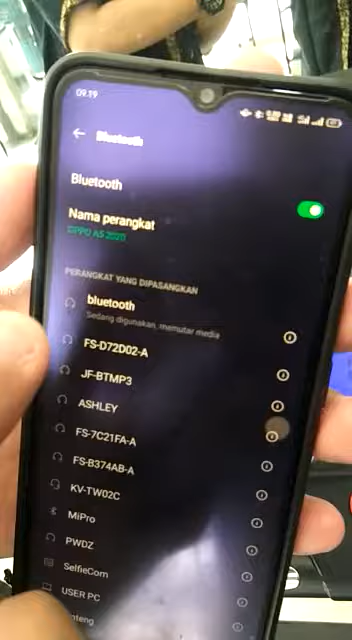 09.19
Bluetooth
Bluetooth
Nama perangkat
OPPO A5 2020
PERANGKAT YANG DIPASANGKAN
bluetooth
Sedang digunakan, memutar media
FS-D72D02-A
JF-BTMP3
ASHLEY
FS-7C21FA-A
FS-B374AB-A
KV-TW02C
MiPro
PWDZ
SelfieCom
USER PC